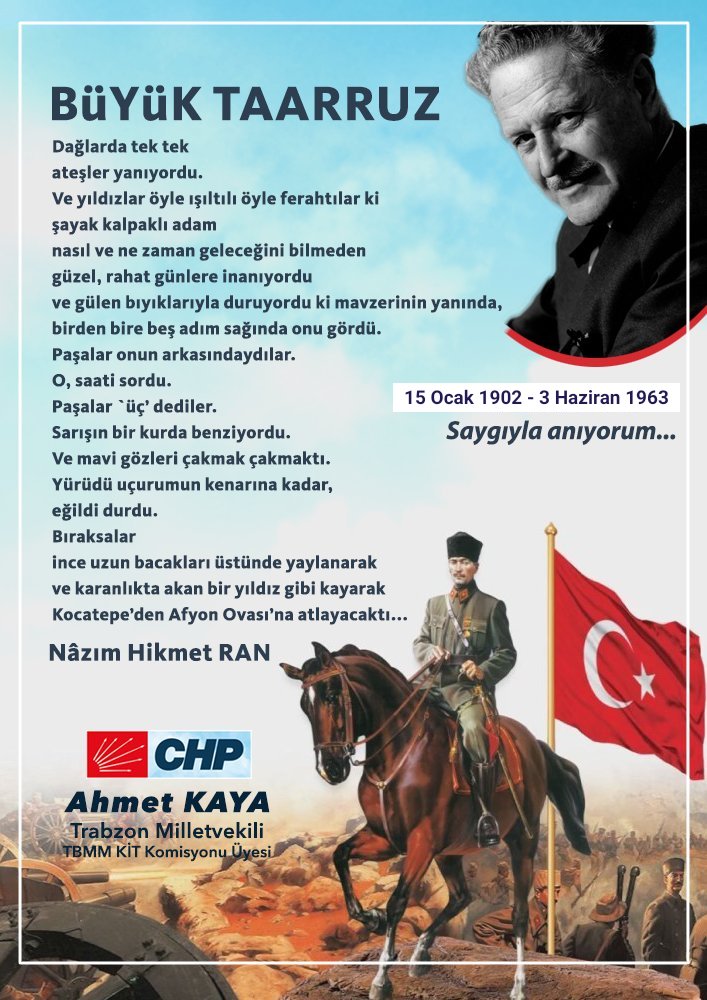 BüYüK TAARRUZ
Dağlarda tek tek
ateşler yanıyordu.
Ve yıldızlar öyle ışıltılı öyle ferahtılar ki
şayak kalpaklı adam
nasıl ve ne zaman geleceğini bilmeden
güzel, rahat günlere inanıyordu
ve gülen bıyıklarıyla duruyordu ki mavzerinin yanında,
birden bire beş adım sağında onu gördü.
Paşalar onun arkasındaydılar.
O, saati sordu.
Paşalar `üç’ dediler.
Sarışın bir kurda benziyordu.
Ve mavi gözleri çakmak çakmaktı.
Yürüdü uçurumun kenarına kadar,
eğildi durdu.
Bıraksalar
ince uzun bacakları üstünde yaylanarak
ve karanlıkta akan bir yıldız gibi kayarak
Kocatepe’den Afyon Ovası’na atlayacaktı...
Nâzım Hikmet RAN
15 Ocak 1902 - 3 Haziran 1963
Saygıyla anıyorum...
CHP
Ahmet KAYA
Trabzon Milletvekili
TBMM KİT Komisyonu Üyesi